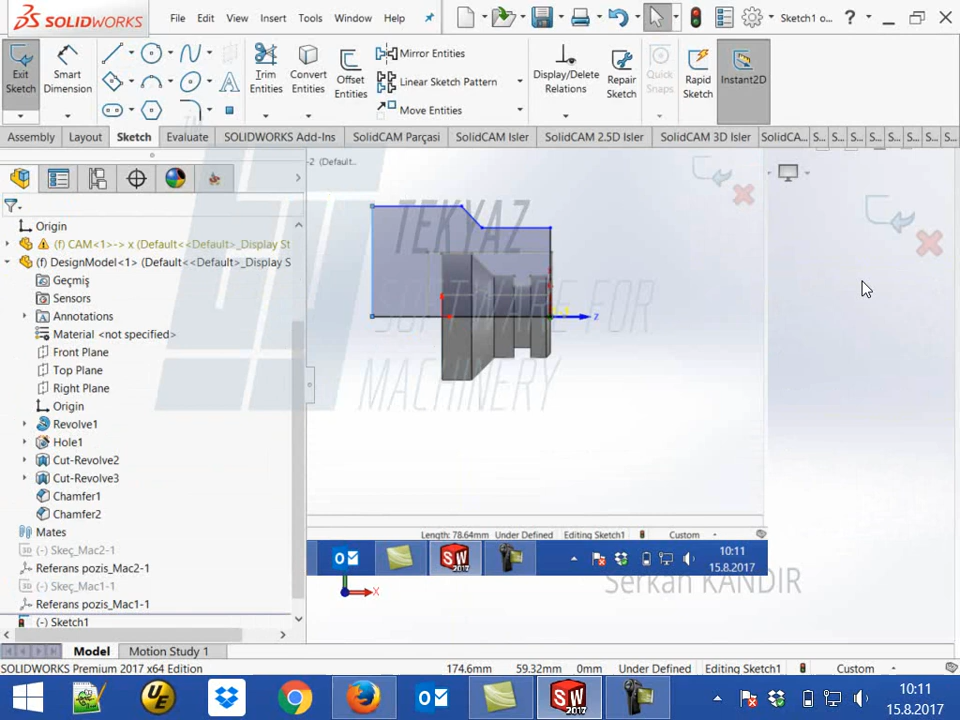 SOLIDWORKS File Edit View Insert Tools Window Help Sketch1 o... ?
Exit Sketch Smart Dimension Trim Entities Convert Entities Offset Entities Mirror Entities Linear Sketch Pattern Move Entities Display/Delete Relations Repair Sketch Quick Snaps Rapid Sketch Instant2D
Assembly Layout Sketch Evaluate SOLIDWORKS Add-Ins SolidCAM Parçasi SolidCAM Isler SolidCAM 2.5D Isler SolidCAM 3D Isler SolidCA... S... S... S... S... S... S... S... S...
-2 (Default...
Origin
(f) CAM<1>-> x (Default<<Default>_Display St
(f) DesignModel<1> (Default<<Default>_Display S
Geçmiş
Sensors
Annotations
Material <not specified>
Front Plane
Top Plane
Right Plane
Origin
Revolve1
Hole1
Cut-Revolve2
Cut-Revolve3
Chamfer1
Chamfer2
Mates
(-) Skeç_Mac2-1
Referans pozis_Mac2-1
(-) Skeç_Mac1-1
Referans pozis_Mac1-1
(-) Sketch1
TEKYAZ
SOFTWARE FOR
MACHINERY
Z
Length: 78.64mm Under Defined Editing Sketch1 Custom
10:11
15.8.2017
X
Serkan KANDIR
Model Motion Study 1
SOLIDWORKS Premium 2017 x64 Edition 174.6mm 59.32mm 0mm Under Defined Editing Sketch1 Custom
10:11
15.8.2017